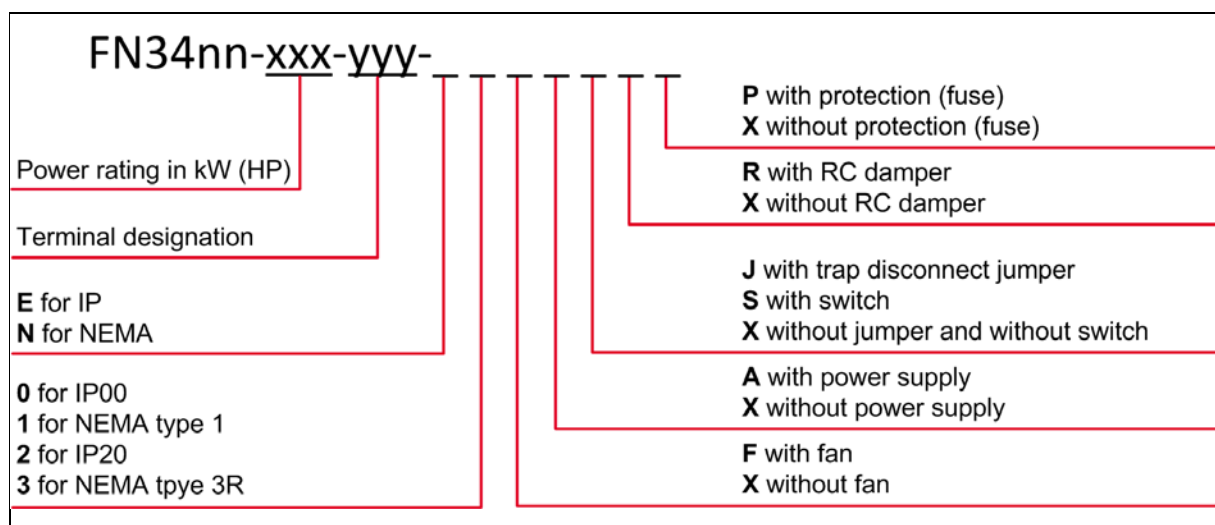 FN34nn-xxx-yyy-_ _ _ _ _ _ _
Power rating in kW (HP)
Terminal designation
E for IP
N for NEMA
0 for IP00
1 for NEMA type 1
2 for IP20
3 for NEMA tpye 3R
P with protection (fuse)
X without protection (fuse)
R with RC damper
X without RC damper
J with trap disconnect jumper
S with switch
X without jumper and without switch
A with power supply
X without power supply
F with fan
X without fan